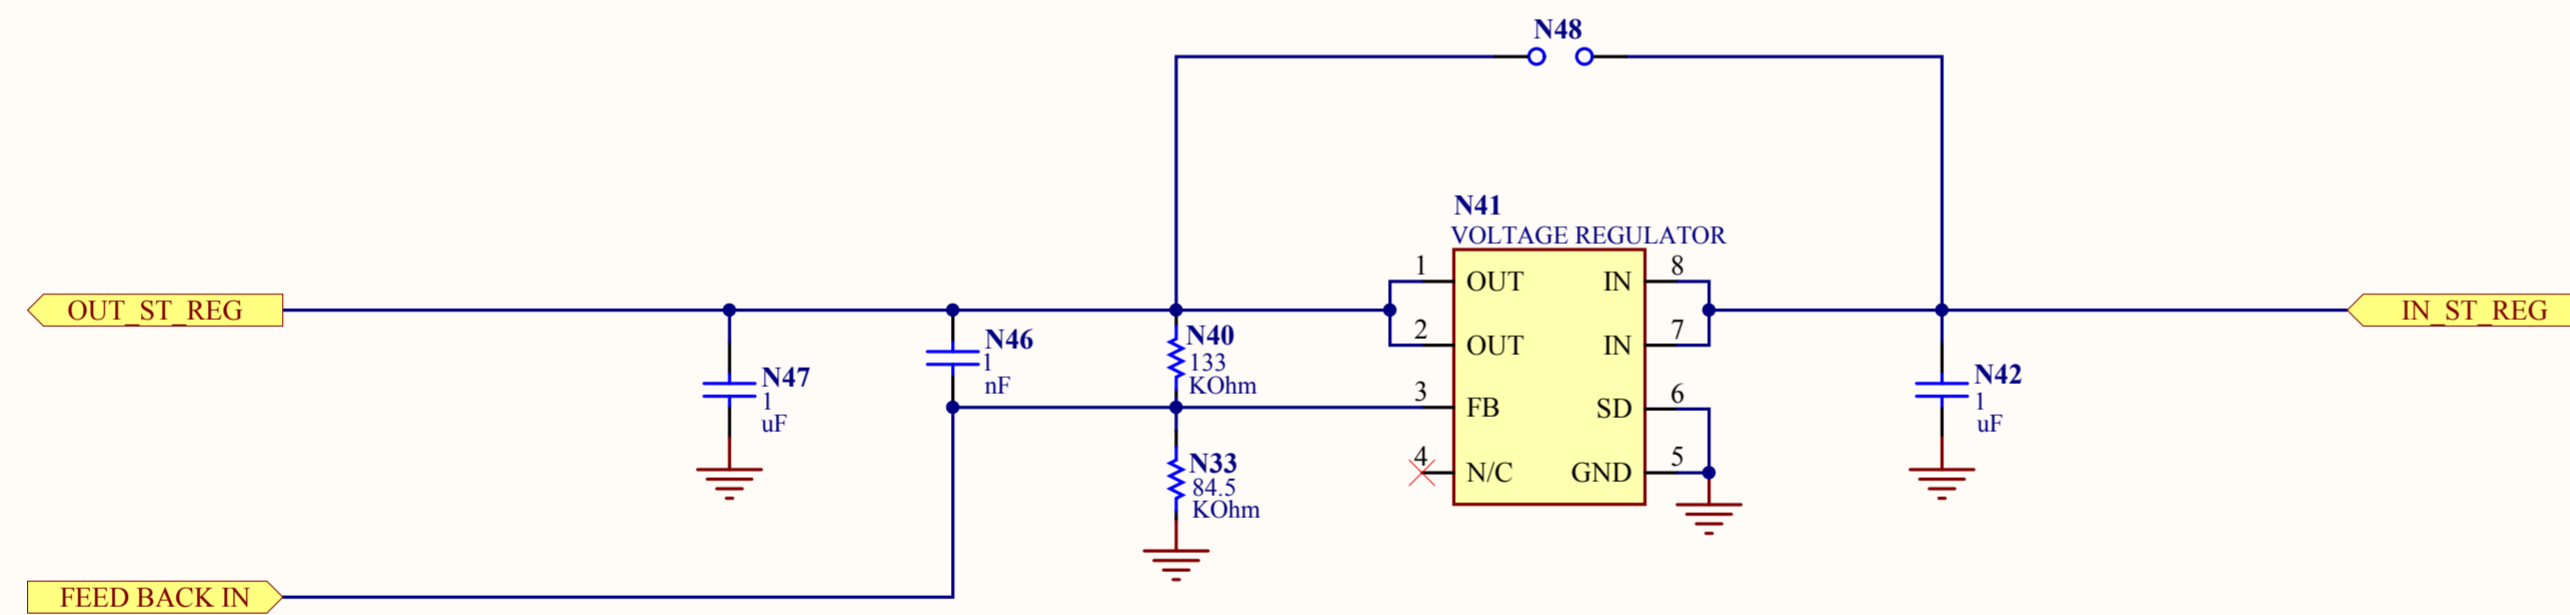 N48
N41
VOLTAGE REGULATOR
1 OUT IN 8
OUT_ST_REG
IN_ST_REG
N40
133
KOhm
N46
1
nF
2 OUT IN 7
N47
1
uF
N42
1
uF
3 FB SD 6
N33
84.5
KOhm
4 N/C GND 5
FEED BACK IN